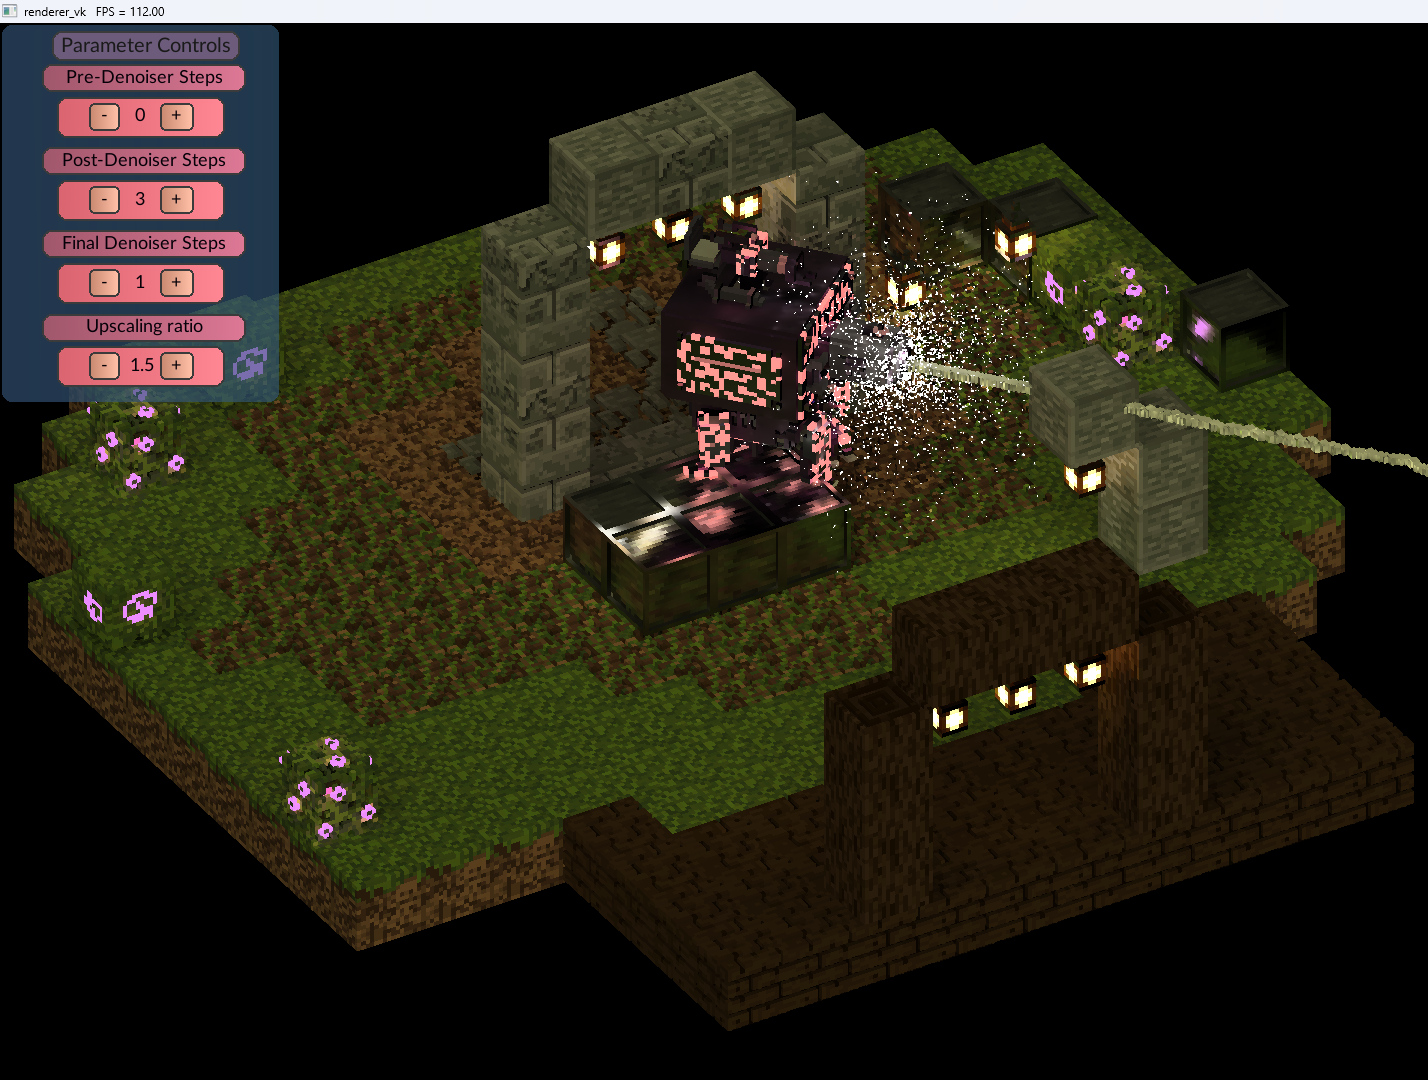 renderer_vk FPS = 112.00
Parameter Controls
Pre-Denoiser Steps
- 0 +
Post-Denoiser Steps
- 3 +
Final Denoiser Steps
- 1 +
Upscaling ratio
- 1.5 +